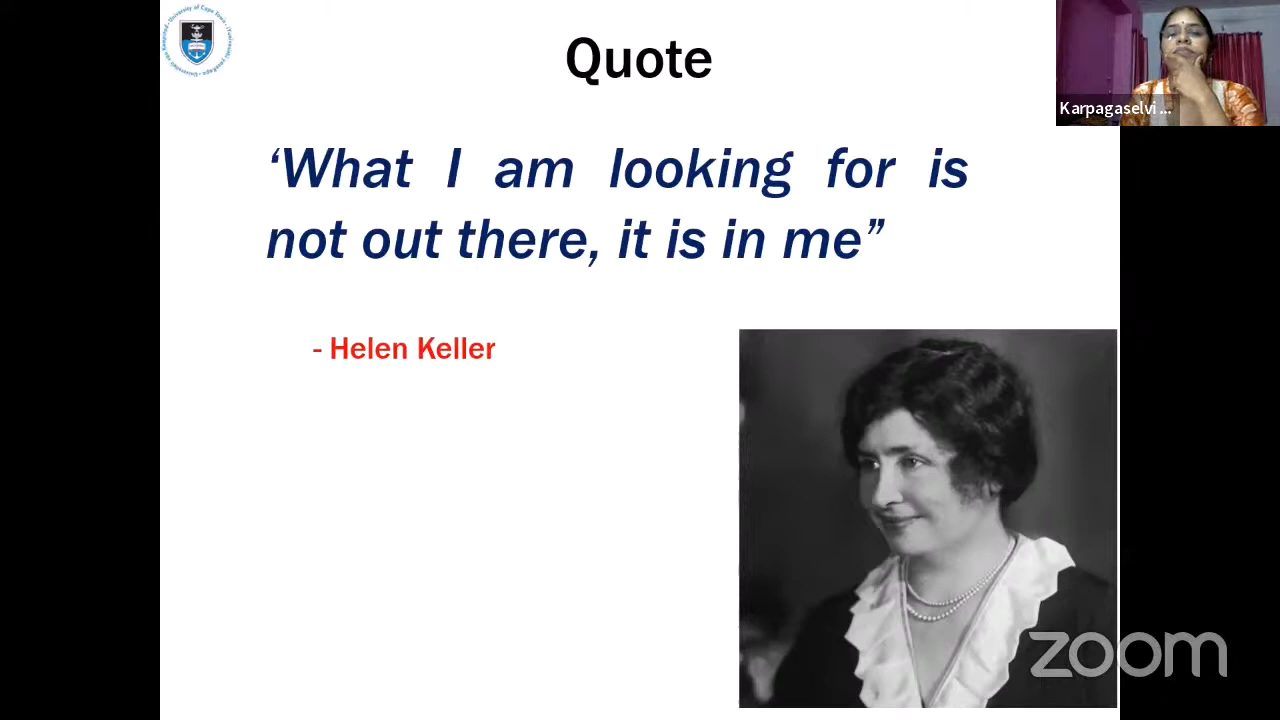 Quote
‘What I am looking for is
not out there, it is in me”
- Helen Keller
Karpagaselvi ...
zoom